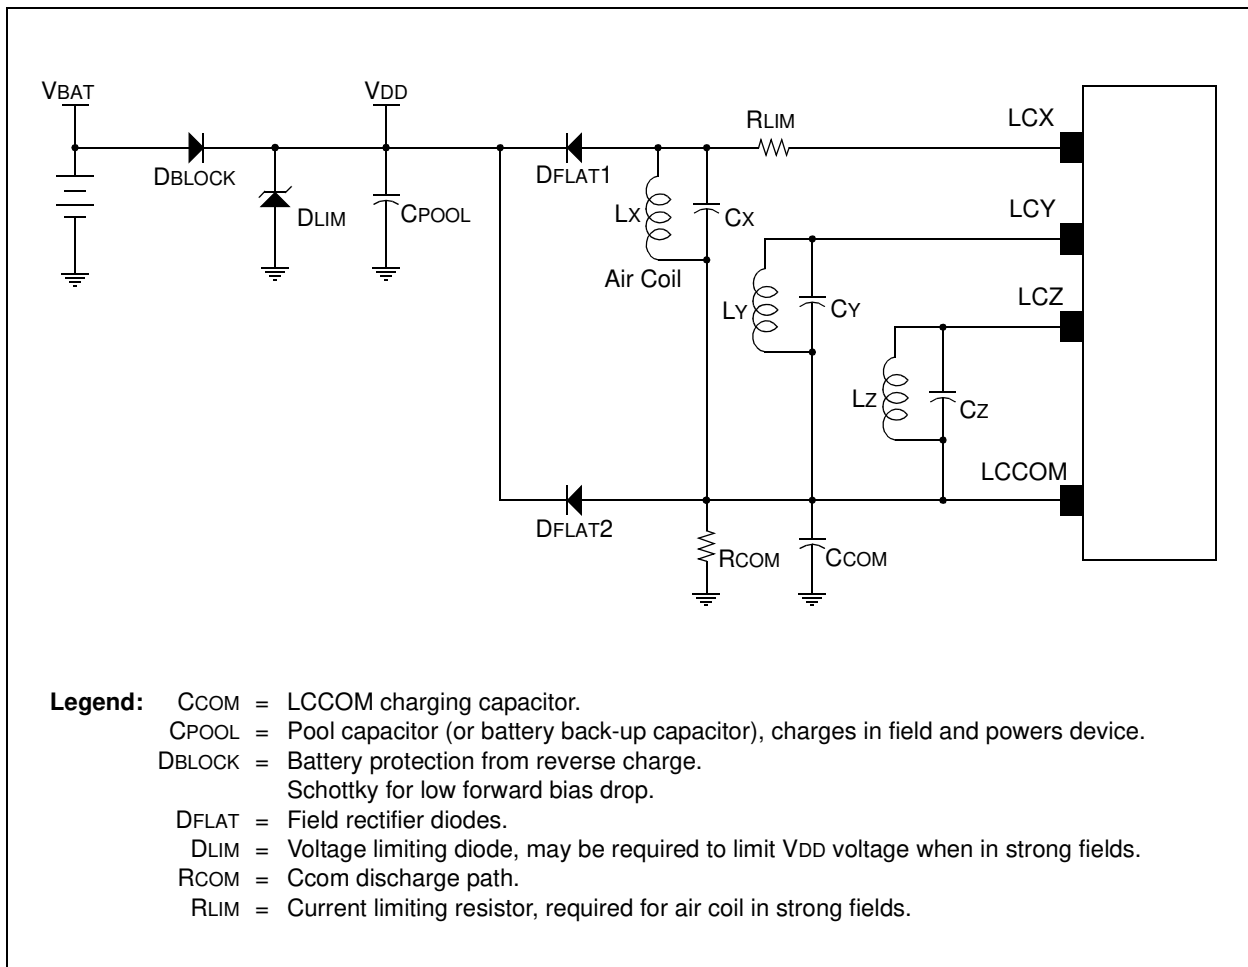 VBAT
VDD
DBLOCK
DLIM
CPOOL
DFLAT1
RLIM
LCX
LX
CX
Air Coil
LCY
LY
CY
LCZ
LZ
CZ
LCCOM
DFLAT2
RCOM
CCOM
Legend: CCOM = LCCOM charging capacitor.
CPOOL = Pool capacitor (or battery back-up capacitor), charges in field and powers device.
DBLOCK = Battery protection from reverse charge.
Schottky for low forward bias drop.
DFLAT = Field rectifier diodes.
DLIM = Voltage limiting diode, may be required to limit VDD voltage when in strong fields.
RCOM = Ccom discharge path.
RLIM = Current limiting resistor, required for air coil in strong fields.